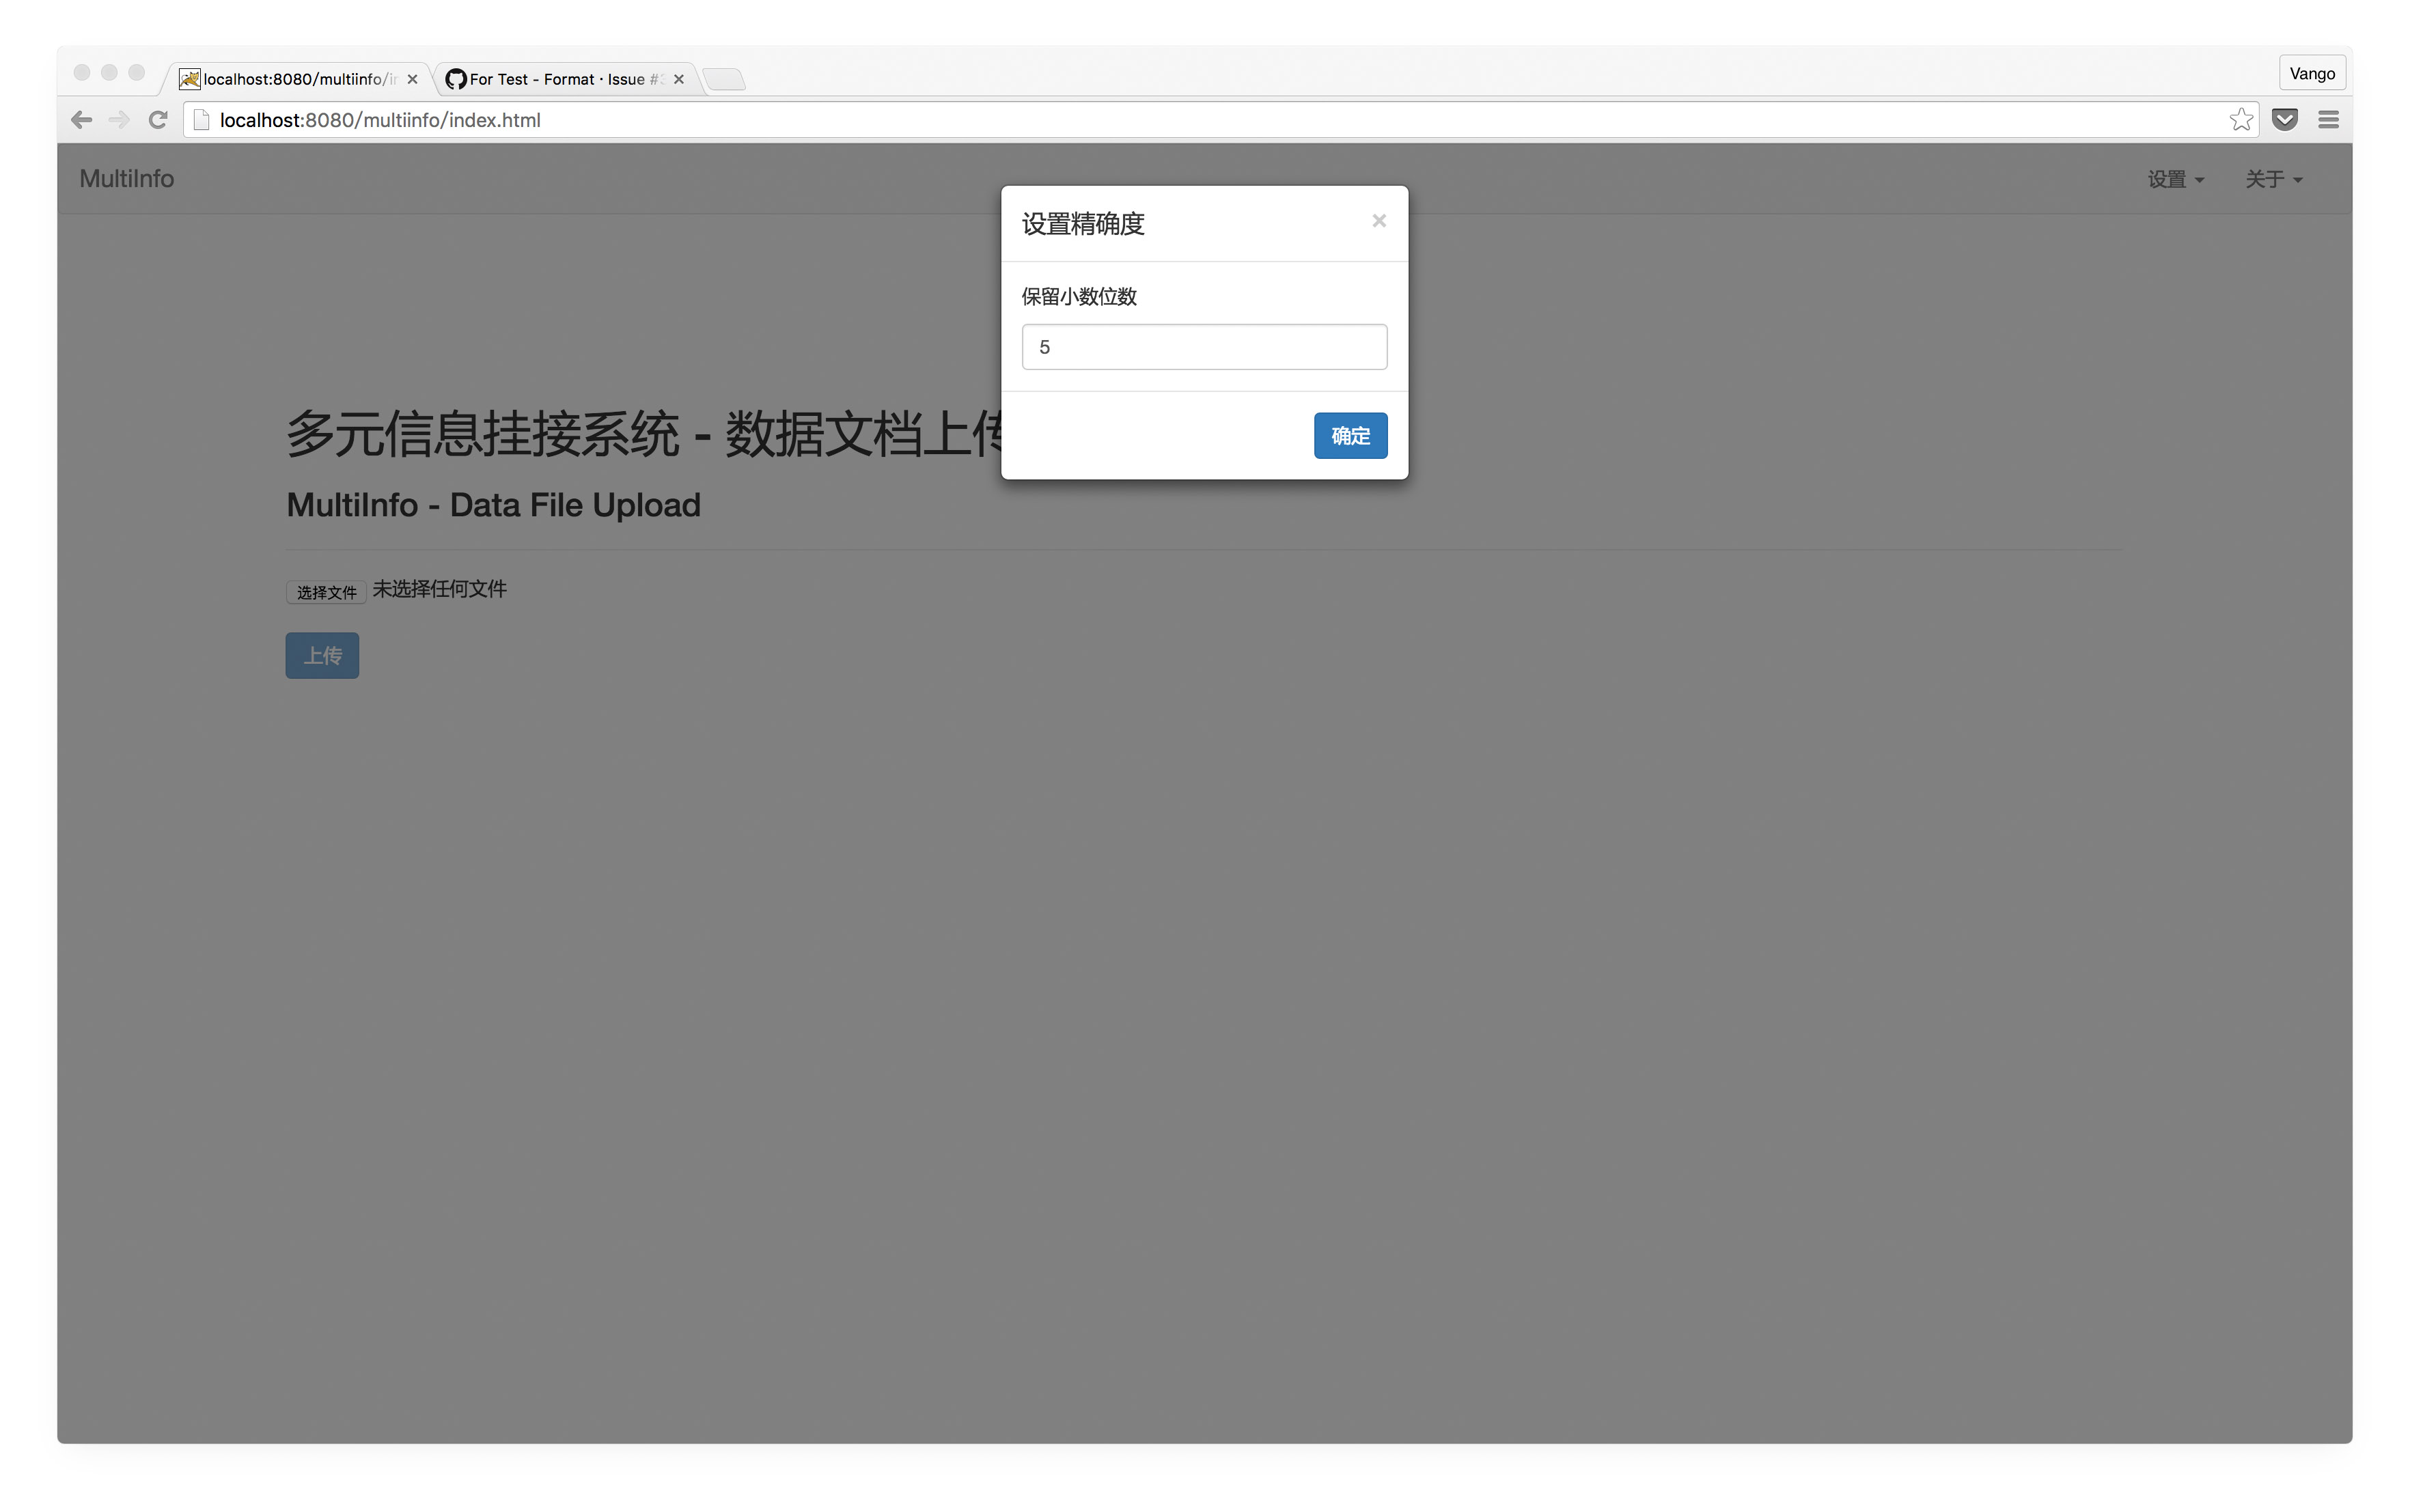 localhost:8080/multiinfo/ir
For Test - Format · Issue #
Vango
localhost:8080/multiinfo/index.html
MultiInfo
设置
关于
设置精确度
×
保留小数位数
5
确定
多元信息挂接系统 - 数据文档上传
MultiInfo - Data File Upload
选择文件 未选择任何文件
上传